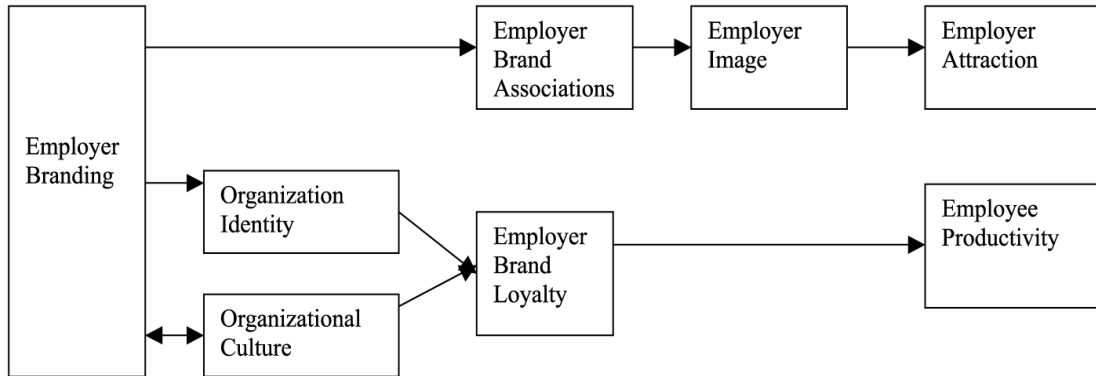 Employer
Brand
Associations
Employer
Image
Employer
Attraction
Employer
Branding
Organization
Identity
Employer
Brand
Loyalty
Employee
Productivity
Organizational
Culture